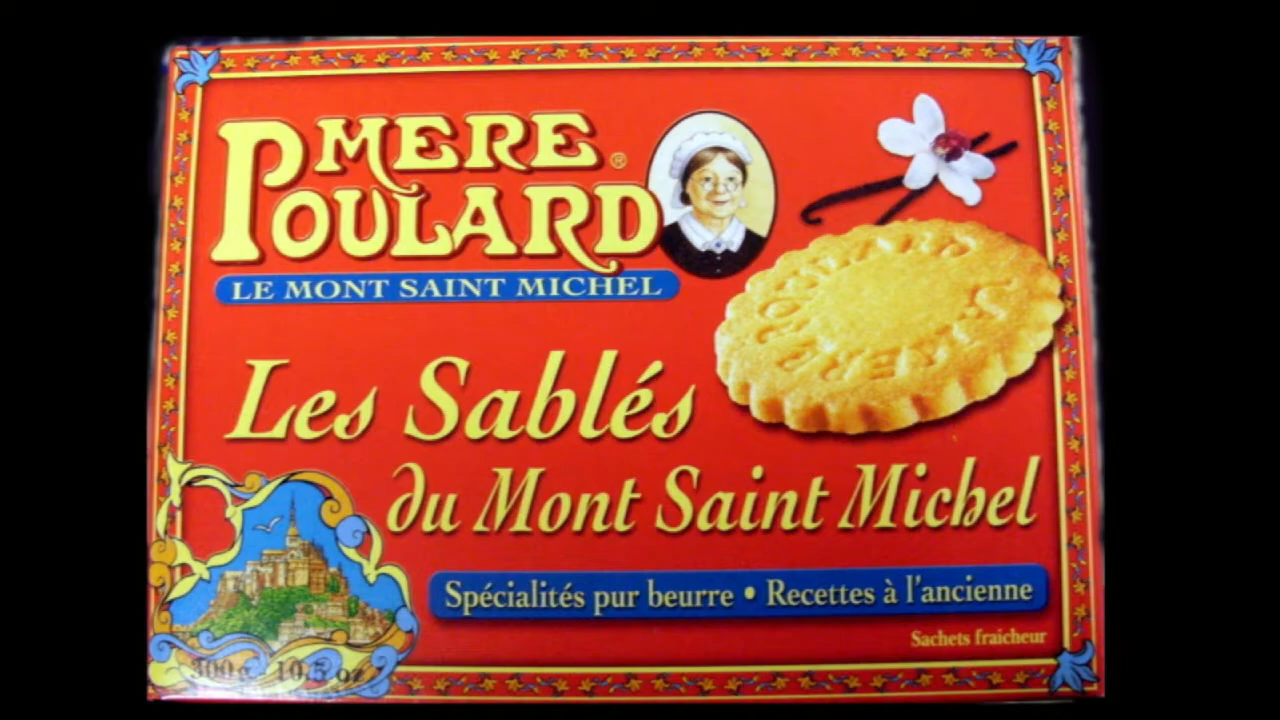 MERE
POULARD®
LE MONT SAINT MICHEL
Les Sablés
du Mont Saint Michel
Spécialités pur beurre • Recettes à l'ancienne
Sachets fraicheur
300g - 10.5 oz